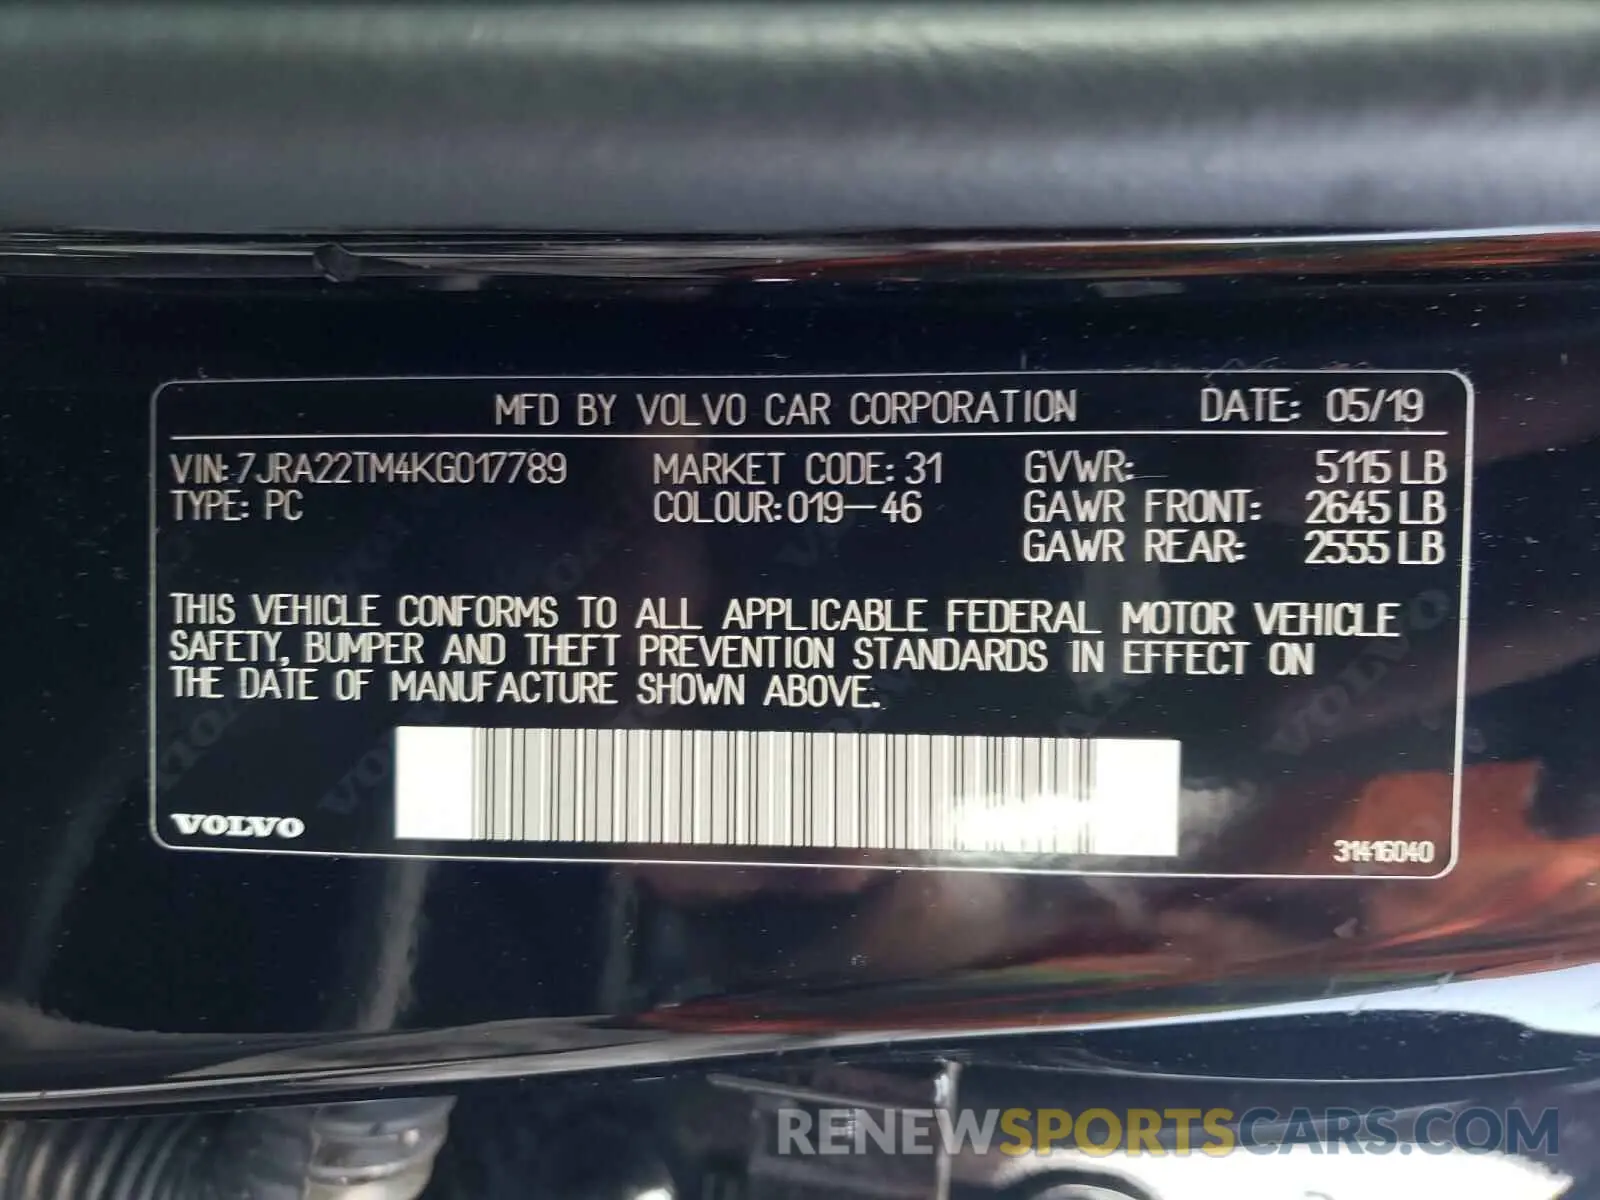 MFD BY VOLVO CAR CORPORATION DATE: 05/19
VIN: 7JRA22TM4KG017789 MARKET CODE: 31 GVWR: 5115 LB
TYPE: PC COLOUR: 019-46 GAWR FRONT: 2645 LB
GAWR REAR: 2555 LB
THIS VEHICLE CONFORMS TO ALL APPLICABLE FEDERAL MOTOR VEHICLE
SAFETY, BUMPER AND THEFT PREVENTION STANDARDS IN EFFECT ON
THE DATE OF MANUFACTURE SHOWN ABOVE.
VOLVO
31416040
RENEWSPORTSCARS.COM